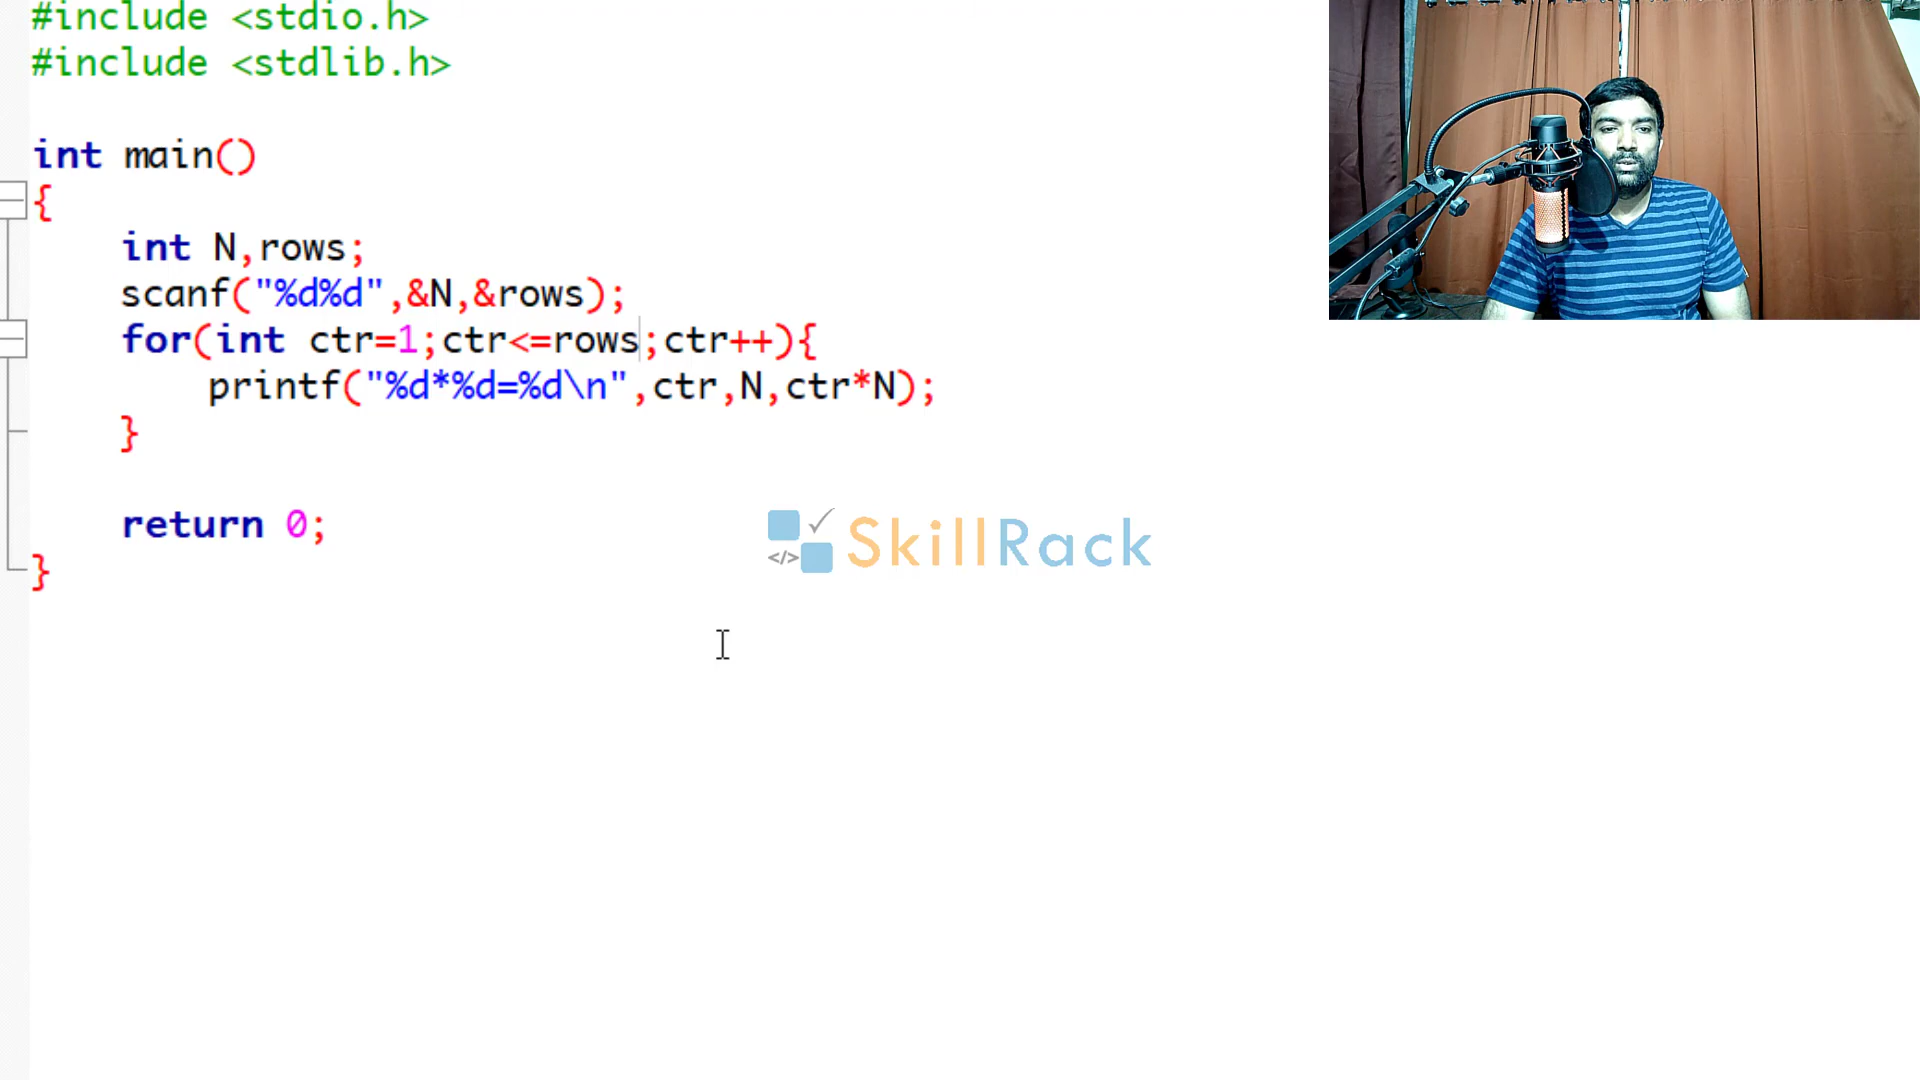 #include <stdio.h>
#include <stdlib.h>
int main()
{
int N,rows;
scanf("%d%d",&N,&rows);
for(int ctr=1;ctr<=rows;ctr++){
printf("%d*%d=%d\n",ctr,N,ctr*N);
}
return 0;
}
</> SkillRack